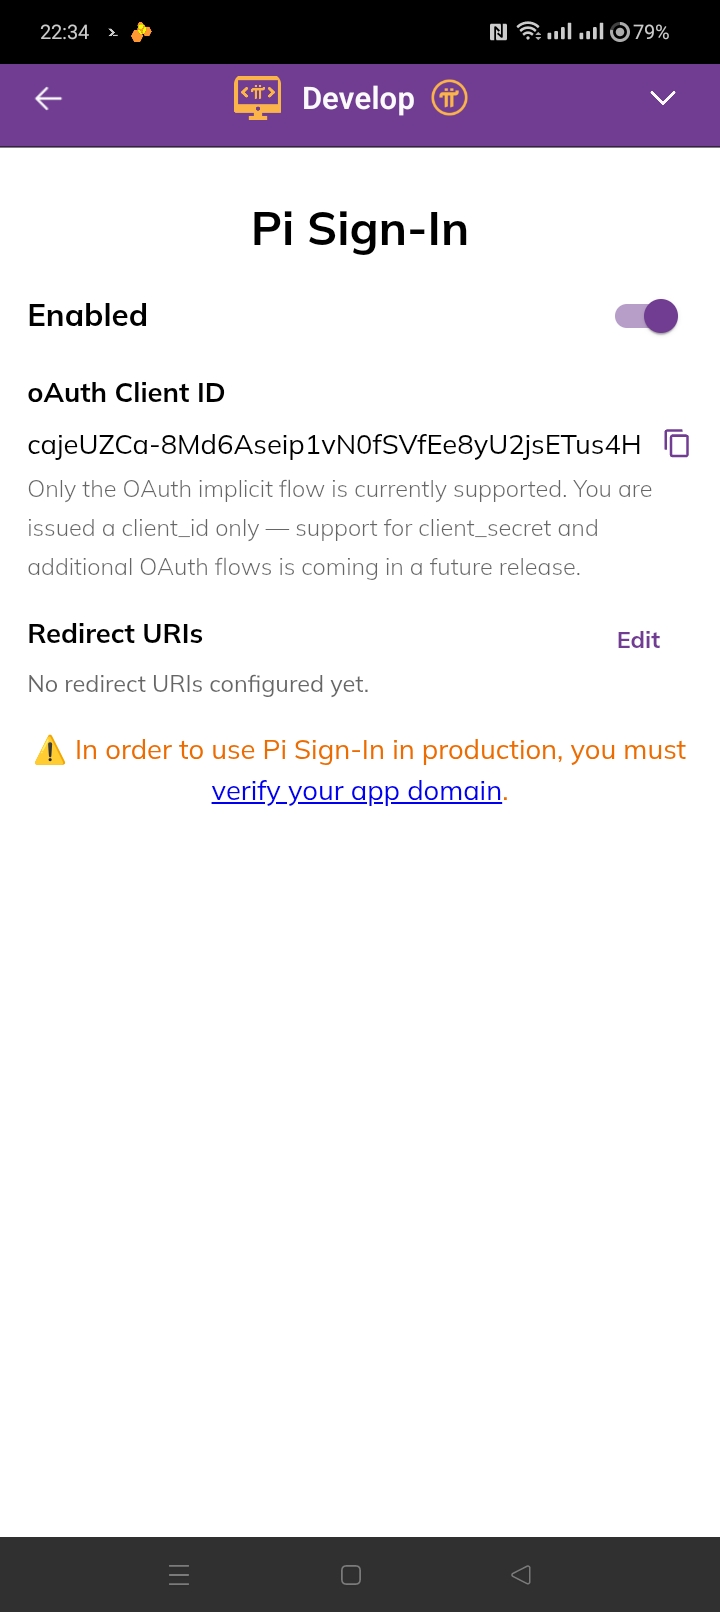 22:34
79%
Develop
Pi Sign-In
Enabled
oAuth Client ID
cajeUZCa-8Md6Aseip1vN0fSVfEe8yU2jsETus4H
Only the OAuth implicit flow is currently supported. You are
issued a client_id only — support for client_secret and
additional OAuth flows is coming in a future release.
Redirect URIs
Edit
No redirect URIs configured yet.
⚠️ In order to use Pi Sign-In in production, you must
verify your app domain.